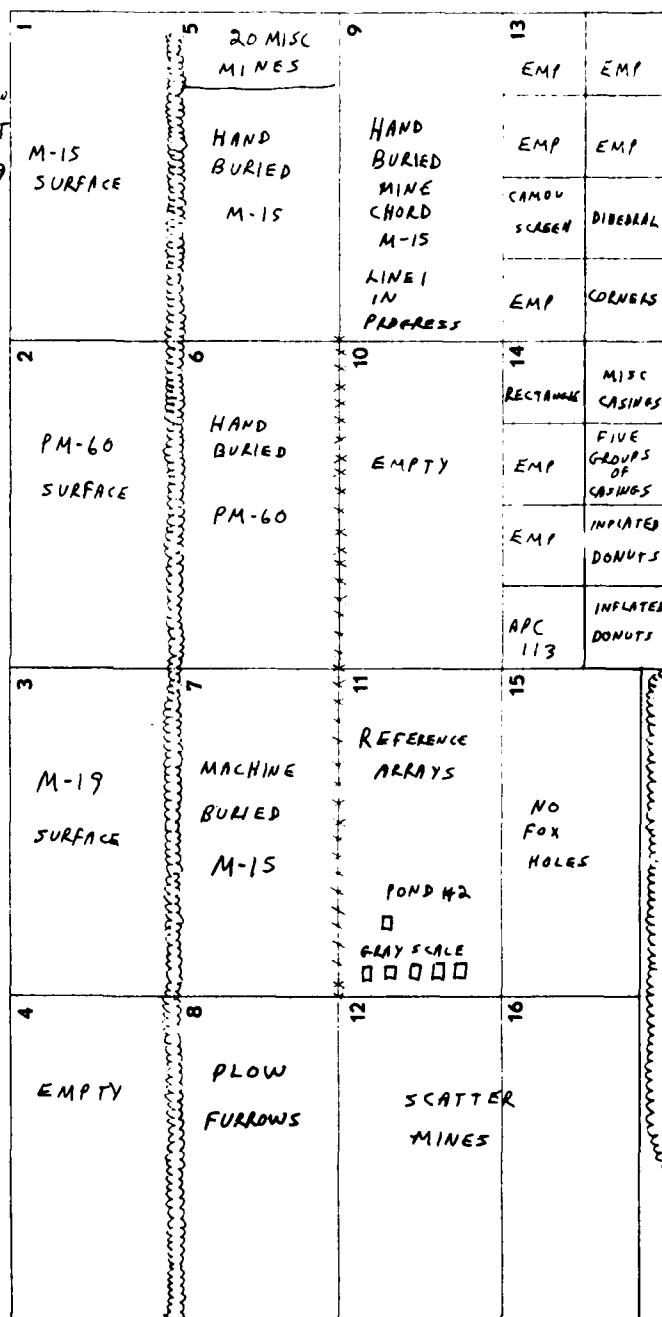 1
M-15
SURFACE
5
20 MISC
MINES
HAND
BURIED
M-15
9
HAND
BURIED
MINE
CHORD
M-15
LINE 1
IN
PROGRESS
13
EMP
EMP
EMP
EMP
CAMOU
SCREEN
DIHEDRAL
EMP
CORNERS
2
PM-60
SURFACE
6
HAND
BURIED
PM-60
10
EMPTY
14
RECTANGLE
MISC
CASINGS
EMP
FIVE
GROUPS
OF
CASINGS
EMP
INFLATED
DONUTS
APC
113
INFLATED
DONUTS
3
M-19
SURFACE
7
MACHINE
BURIED
M-15
11
REFERENCE
ARRAYS
POND #2
GRAY SCALE
15
NO
FOX
HOLES
4
EMPTY
8
PLOW
FURROWS
12
16
SCATTER
MINES